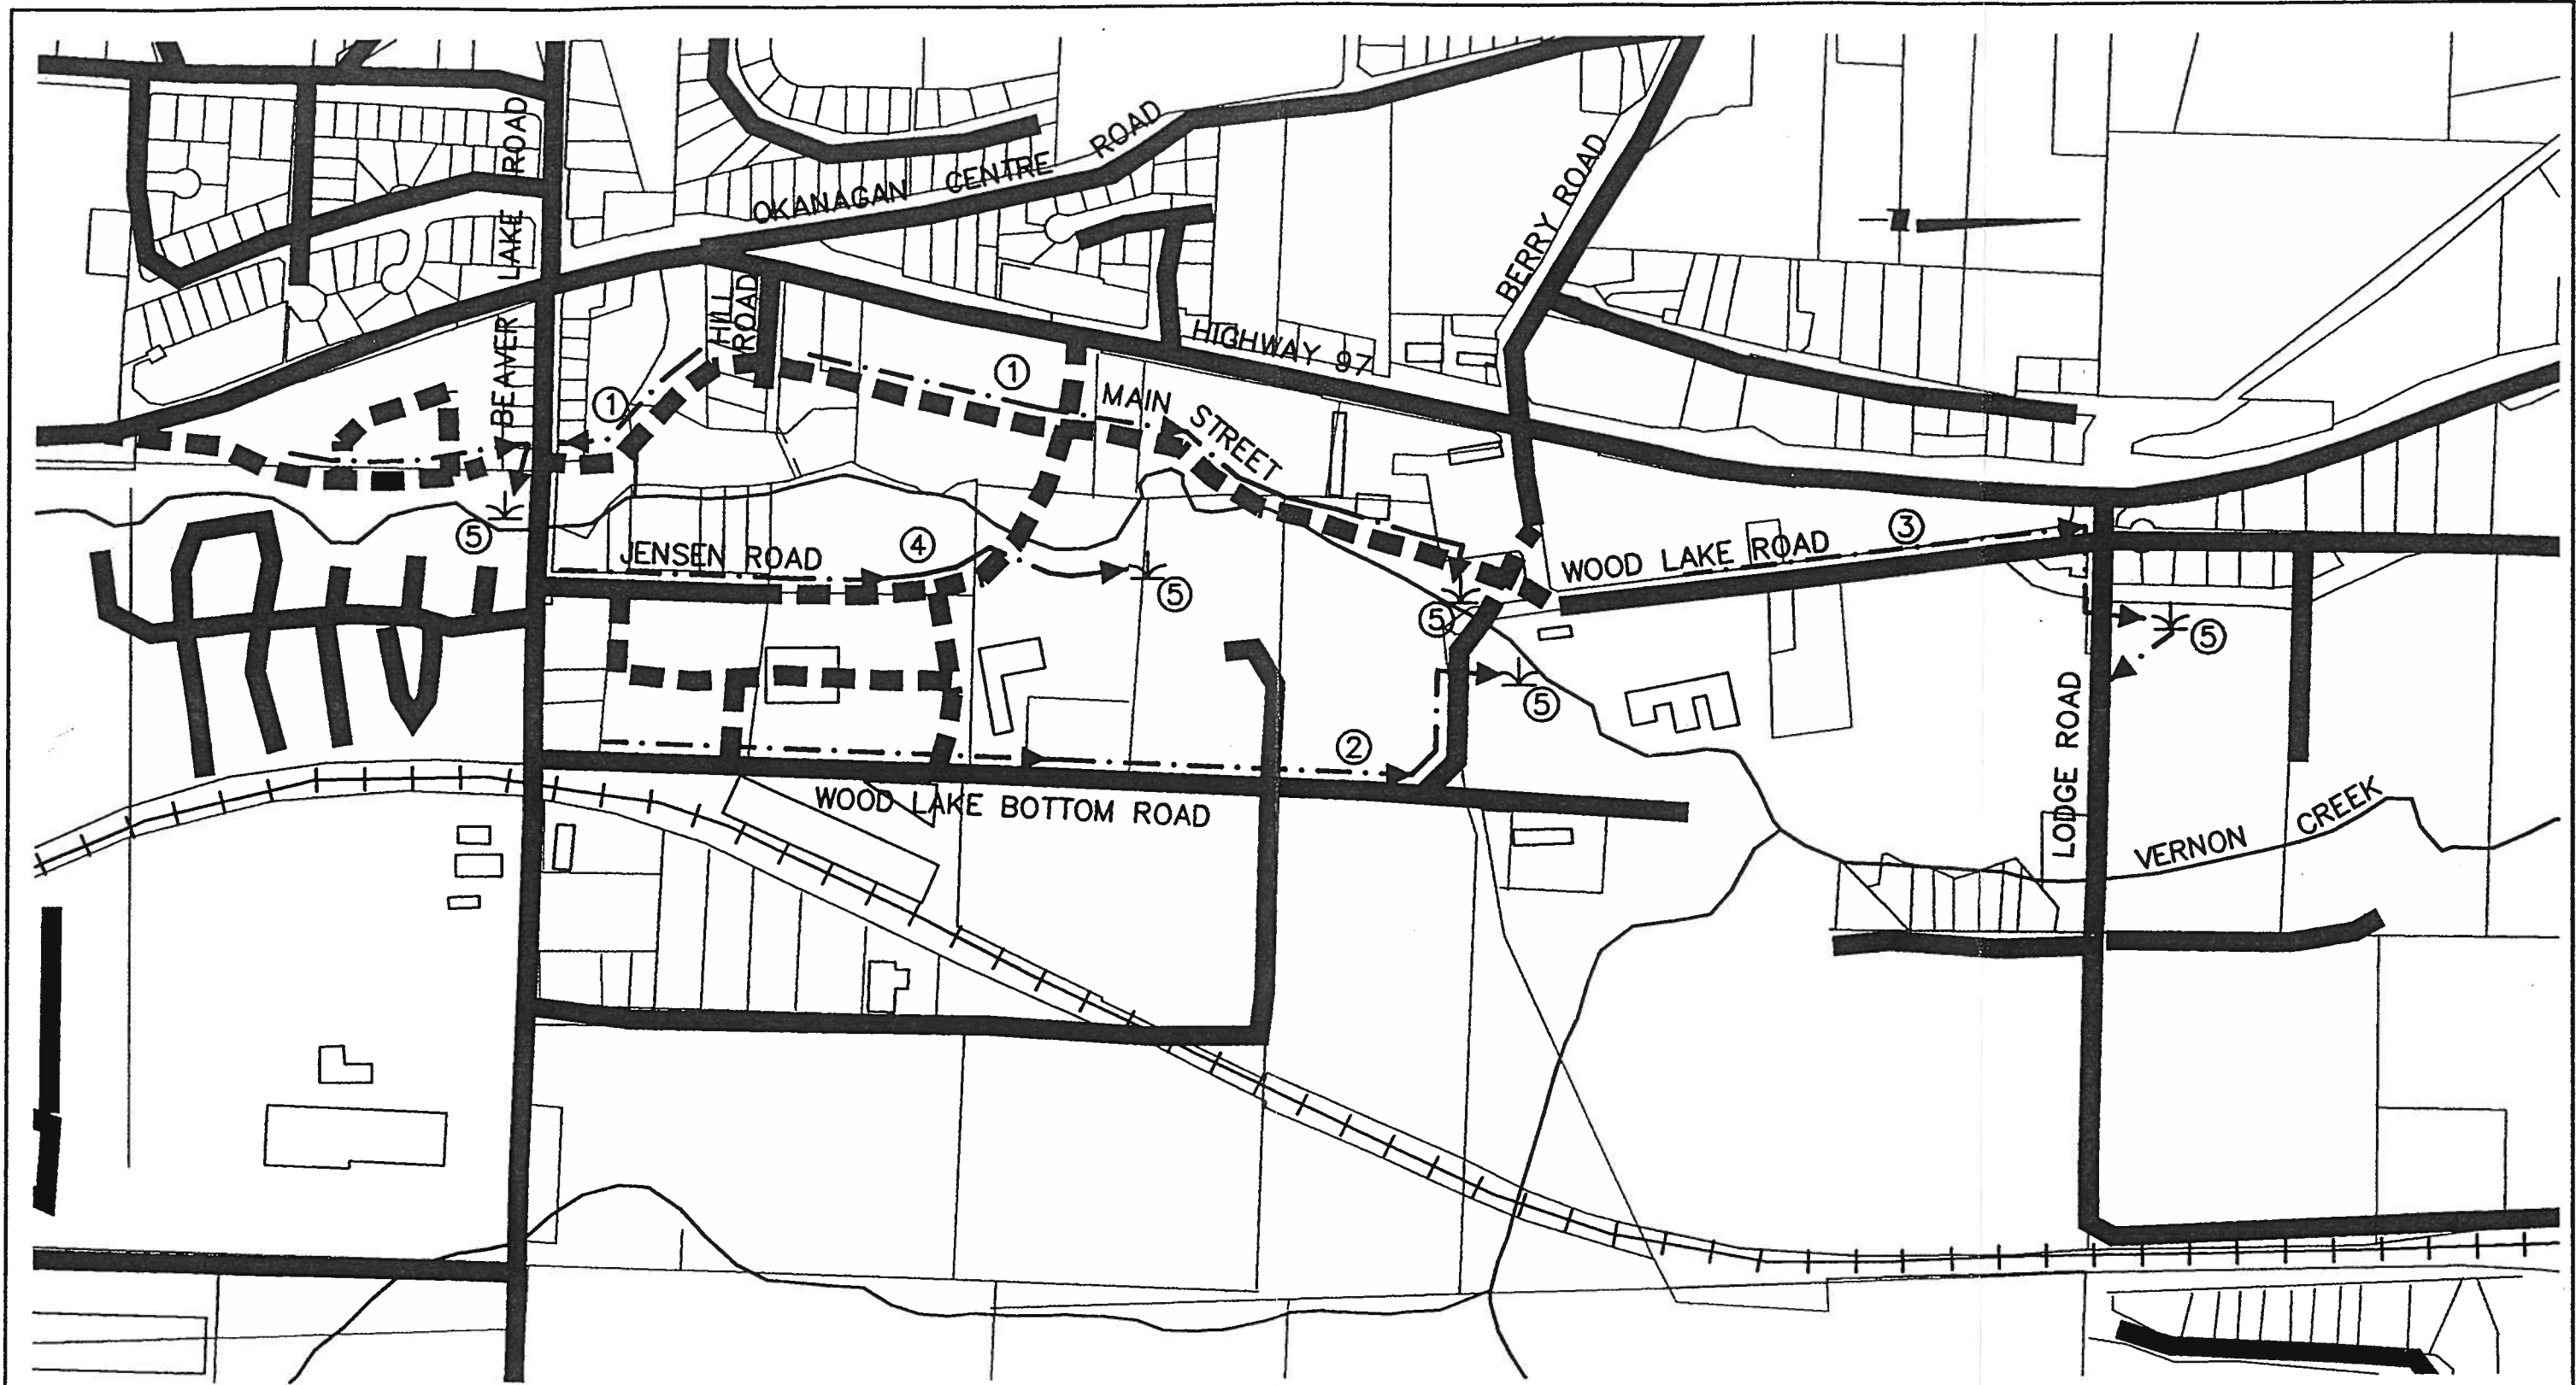 BEAVER LAKE ROAD
OKANAGAN CENTRE ROAD
BERRY ROAD
HILL
ROAD
HIGHWAY 97
①
①
MAIN STREET
③
⑤
JENSEN ROAD
④
WOOD LAKE ROAD
⑤
⑤
⑤
⑤
②
LODGE ROAD
WOOD LAKE BOTTOM ROAD
VERNON CREEK